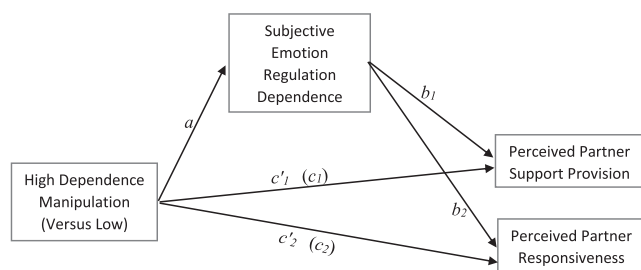 Subjective
Emotion
Regulation
Dependence
a
b1
High Dependence
Manipulation
(Versus Low)
c'1 (c1)
Perceived Partner
Support Provision
b2
c'2 (c2)
Perceived Partner
Responsiveness